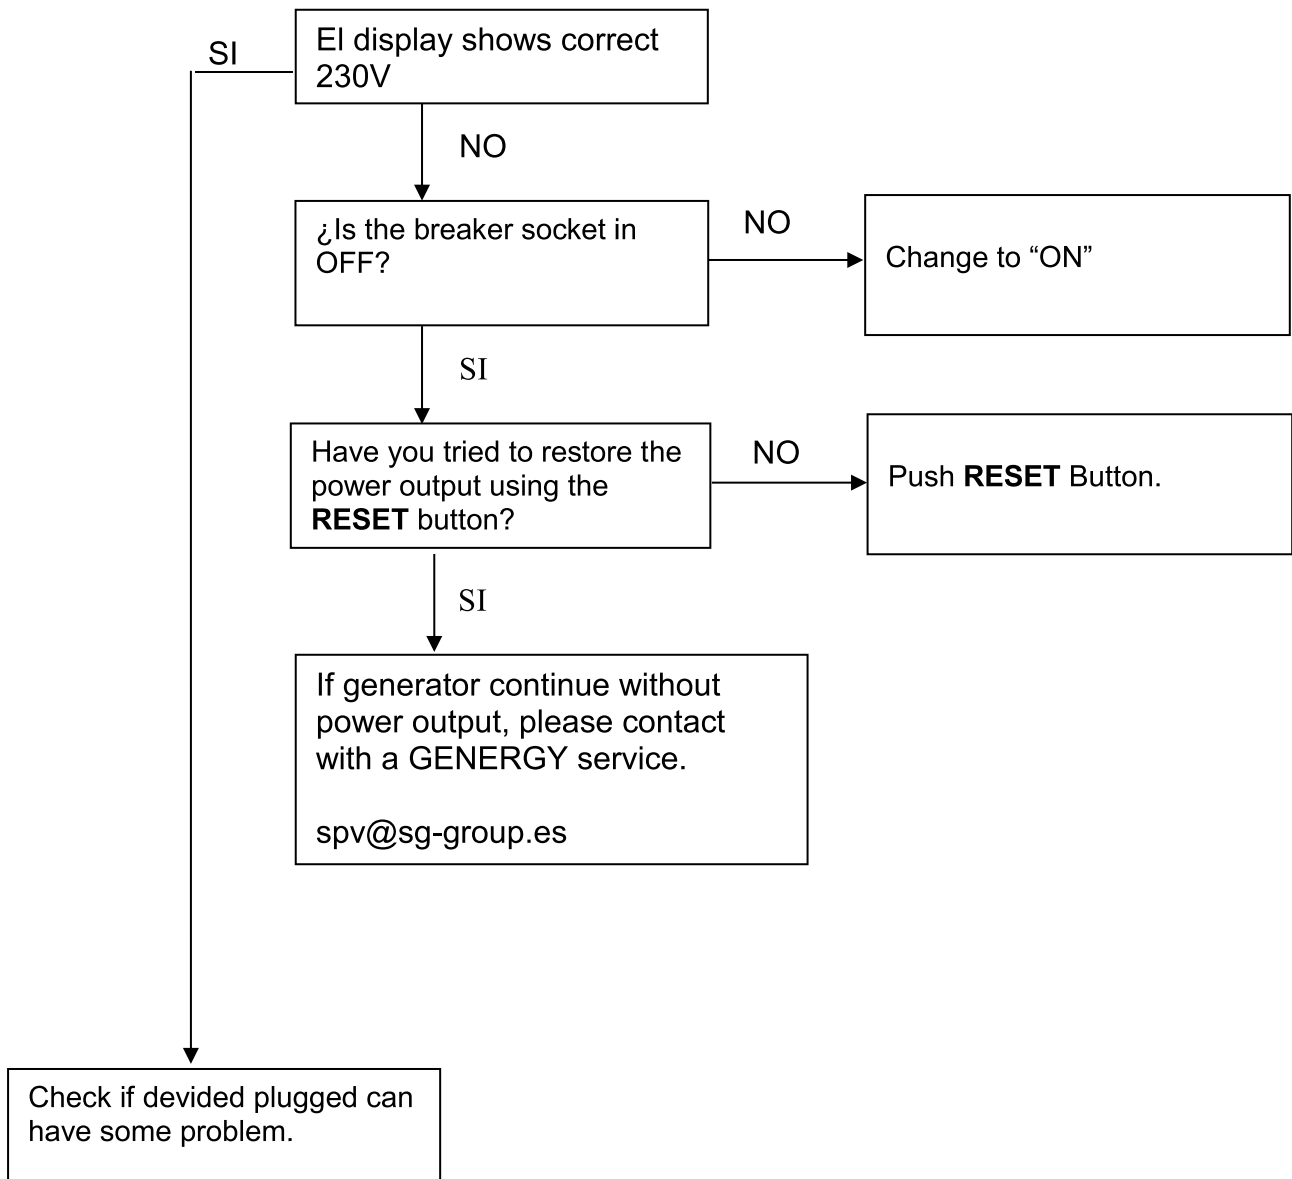 SI
El display shows correct
230V
NO
¿Is the breaker socket in
OFF?
NO
Change to “ON”
SI
Have you tried to restore the
power output using the
RESET button?
NO
Push RESET Button.
SI
If generator continue without
power output, please contact
with a GENERGY service.
spv@sg-group.es
Check if devided plugged can
have some problem.